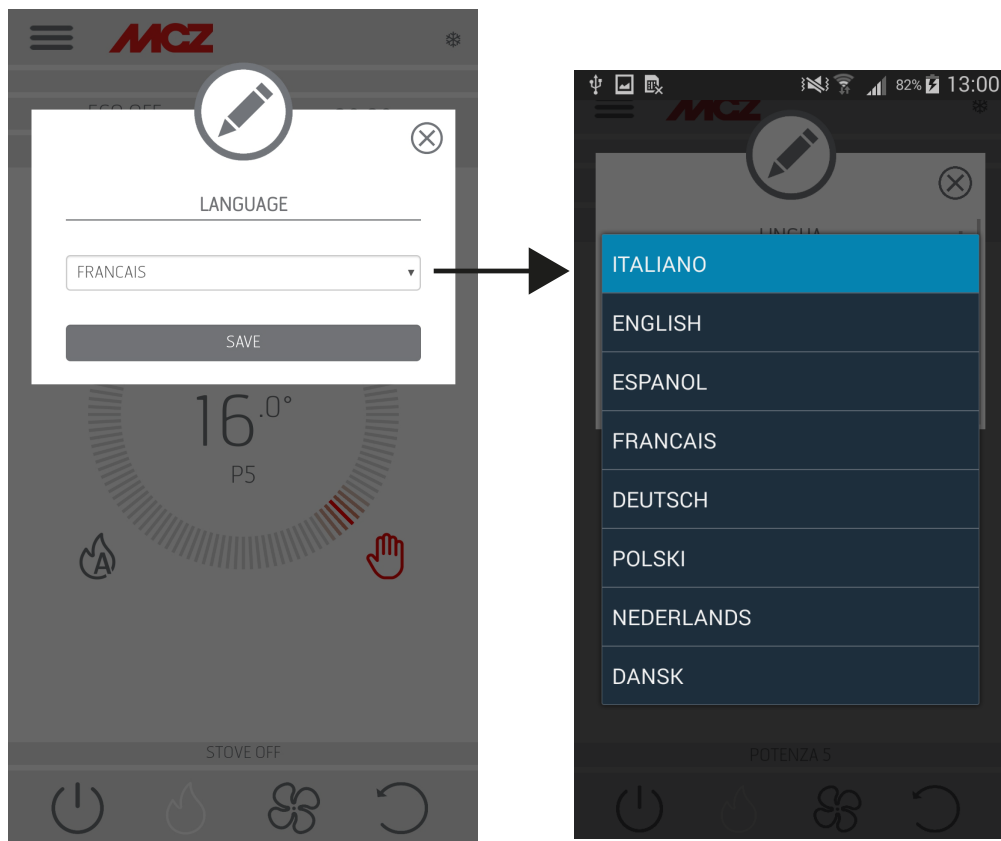 MCZ
LANGUAGE
FRANCAIS
SAVE
16.0°
P5
A
STOVE OFF
82% 13:00
MCZ
LINGUA
ITALIANO
ENGLISH
ESPANOL
FRANCAIS
DEUTSCH
POLSKI
NEDERLANDS
DANSK
POTENZA 5